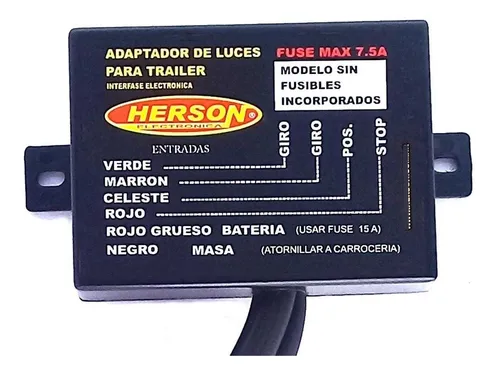 ADAPTADOR DE LUCES
PARA TRAILER
INTERFASE ELECTRONICA
FUSE MAX 7.5A
MODELO SIN
FUSIBLES
INCORPORADOS
HERSON®
ELECTRONICA
ENTRADAS
GIRO
GIRO
POS.
STOP
VERDE
MARRON
CELESTE
ROJO
ROJO GRUESO BATERIA (USAR FUSE 15 A)
NEGRO MASA (ATORNILLAR A CARROCERIA)